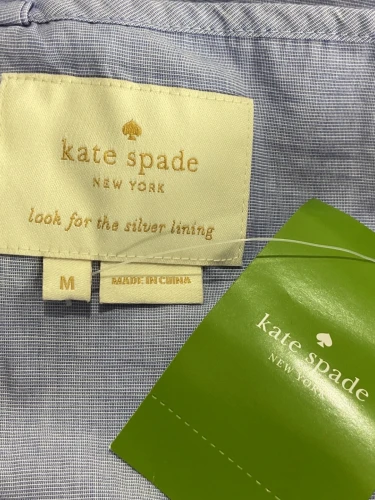 kate spade
NEW YORK
look for the silver lining
M
MADE IN CHINA
kate spade
NEW YORK